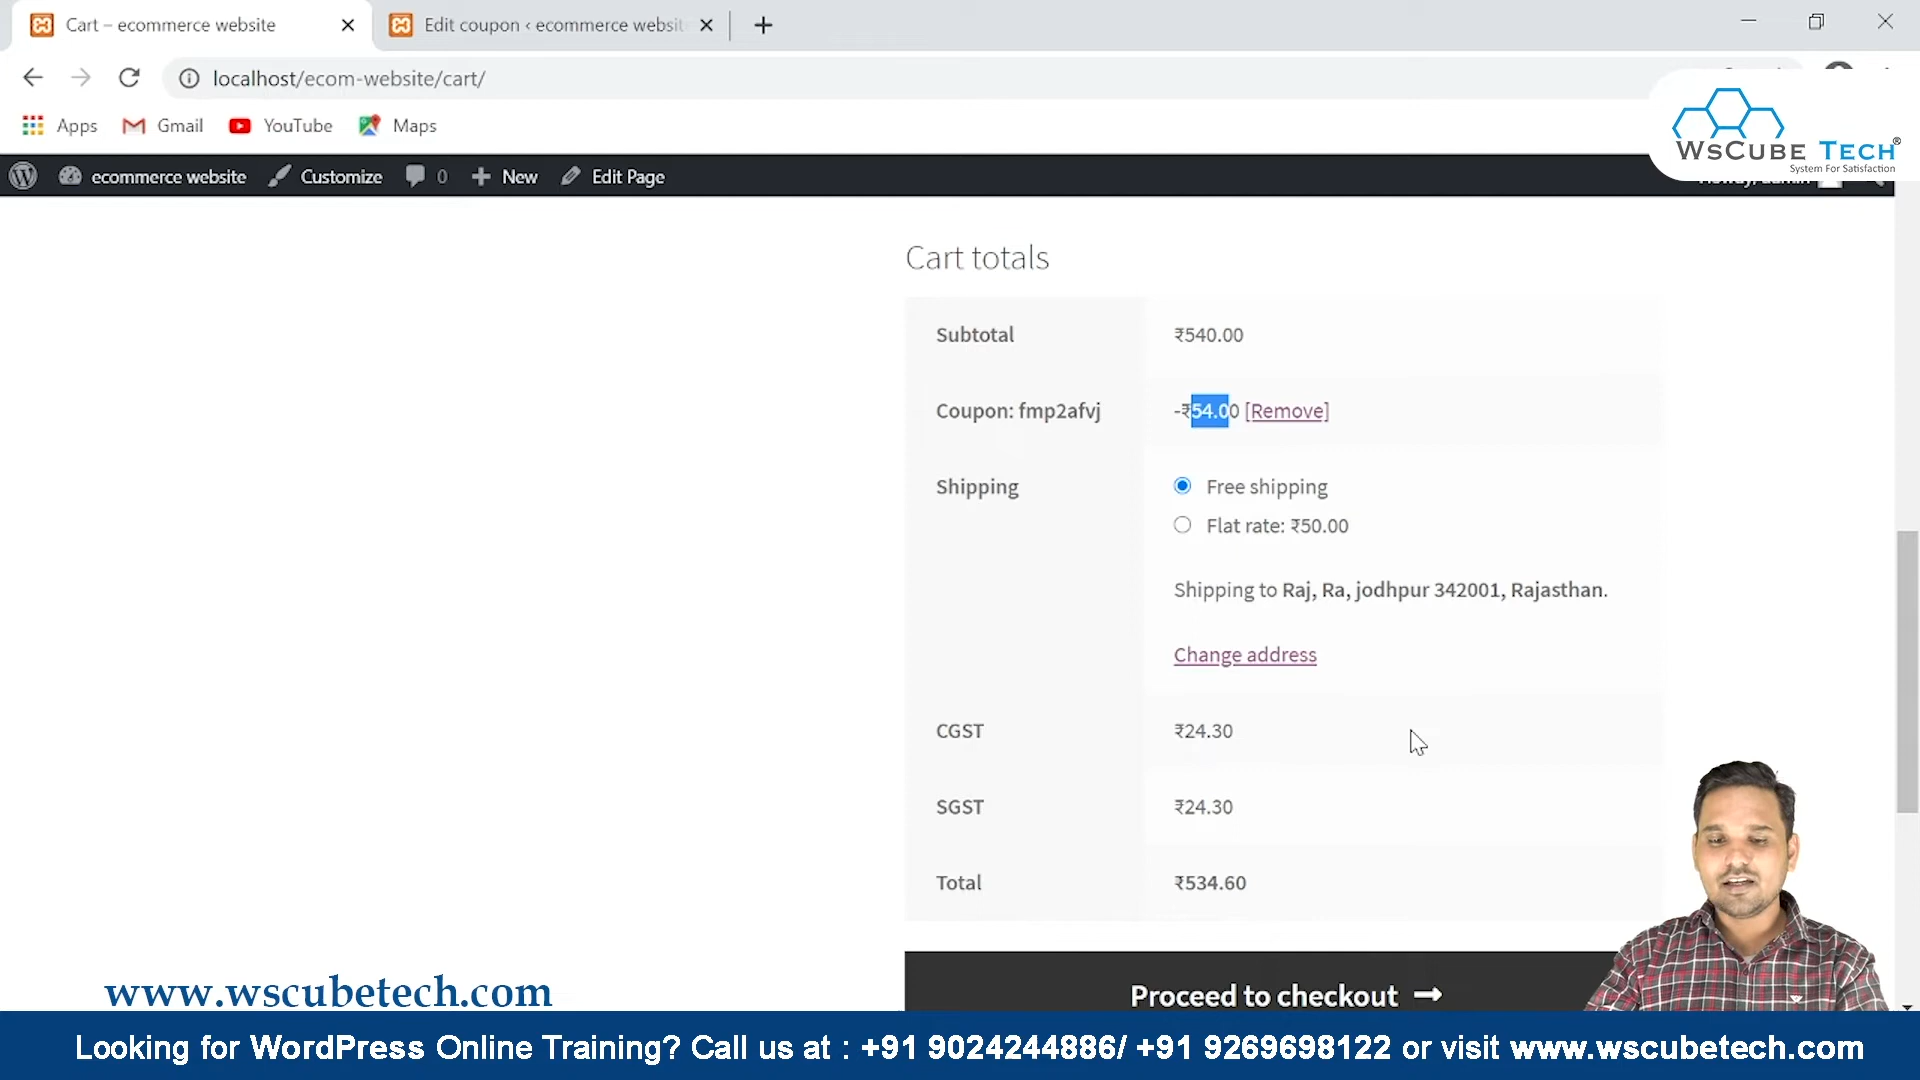 Cart – ecommerce website
Edit coupon ‹ ecommerce websit
localhost/ecom-website/cart/
Apps Gmail YouTube Maps
WSCUBE TECH®
System For Satisfaction
ecommerce website Customize 0 New Edit Page
Cart totals
Subtotal ₹540.00
Coupon: fmp2afvj -₹54.00 [Remove]
Shipping Free shipping
Flat rate: ₹50.00
Shipping to Raj, Ra, jodhpur 342001, Rajasthan.
Change address
CGST ₹24.30
SGST ₹24.30
Total ₹534.60
Proceed to checkout →
www.wscubetech.com
Looking for WordPress Online Training? Call us at : +91 9024244886/ +91 9269698122 or visit www.wscubetech.com